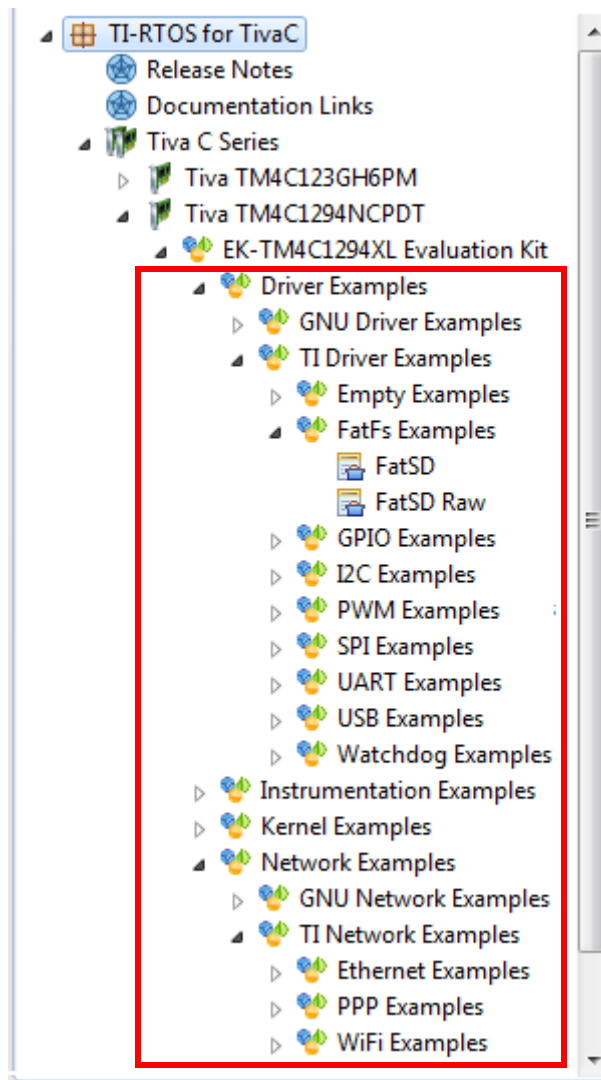 TI-RTOS for TivaC
Release Notes
Documentation Links
Tiva C Series
Tiva TM4C123GH6PM
Tiva TM4C1294NCPDT
EK-TM4C1294XL Evaluation Kit
Driver Examples
GNU Driver Examples
TI Driver Examples
Empty Examples
FatFs Examples
FatSD
FatSD Raw
GPIO Examples
I2C Examples
PWM Examples
SPI Examples
UART Examples
USB Examples
Watchdog Examples
Instrumentation Examples
Kernel Examples
Network Examples
GNU Network Examples
TI Network Examples
Ethernet Examples
PPP Examples
WiFi Examples